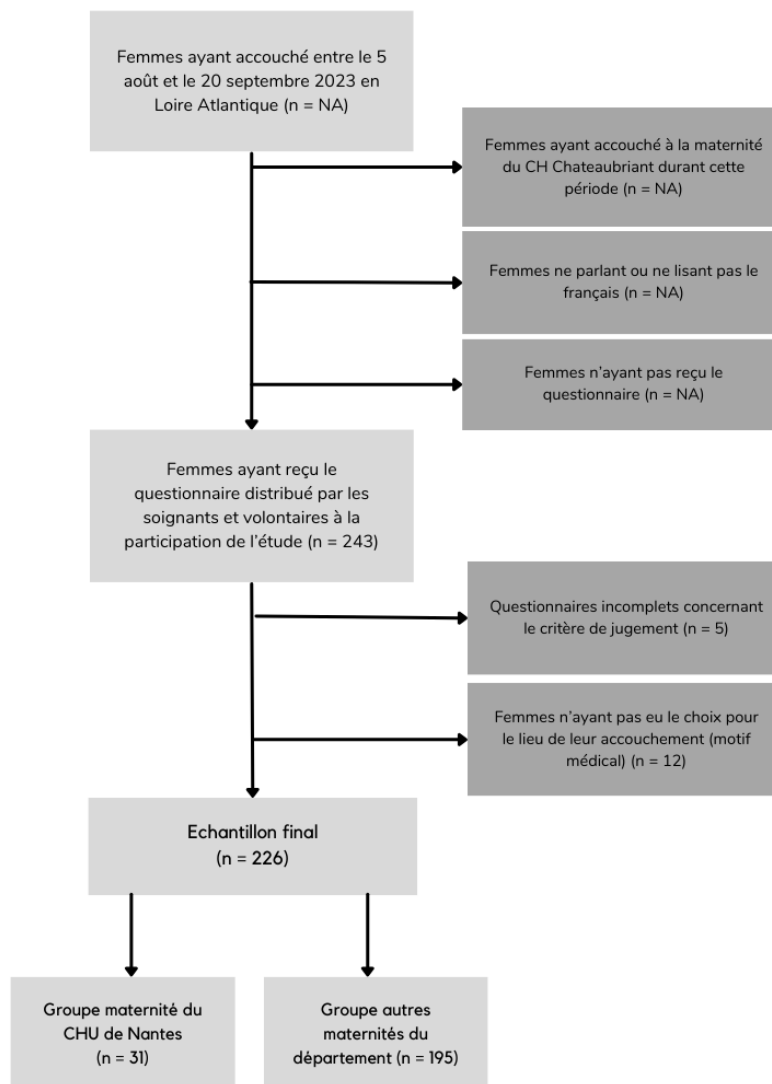 Femmes ayant accouché entre le 5
août et le 20 septembre 2023 en
Loire Atlantique (n = NA)
Femmes ayant accouché à la maternité
du CH Chateaubriant durant cette
période (n = NA)
Femmes ne parlant ou ne lisant pas le
français (n = NA)
Femmes n'ayant pas reçu le
questionnaire (n = NA)
Femmes ayant reçu le
questionnaire distribué par les
soignants et volontaires à la
participation de l'étude (n = 243)
Questionnaires incomplets concernant
le critère de jugement (n = 5)
Femmes n'ayant pas eu le choix pour
le lieu de leur accouchement (motif
médical) (n = 12)
Echantillon final
(n = 226)
Groupe maternité du
CHU de Nantes
(n = 31)
Groupe autres
maternités du
département (n = 195)